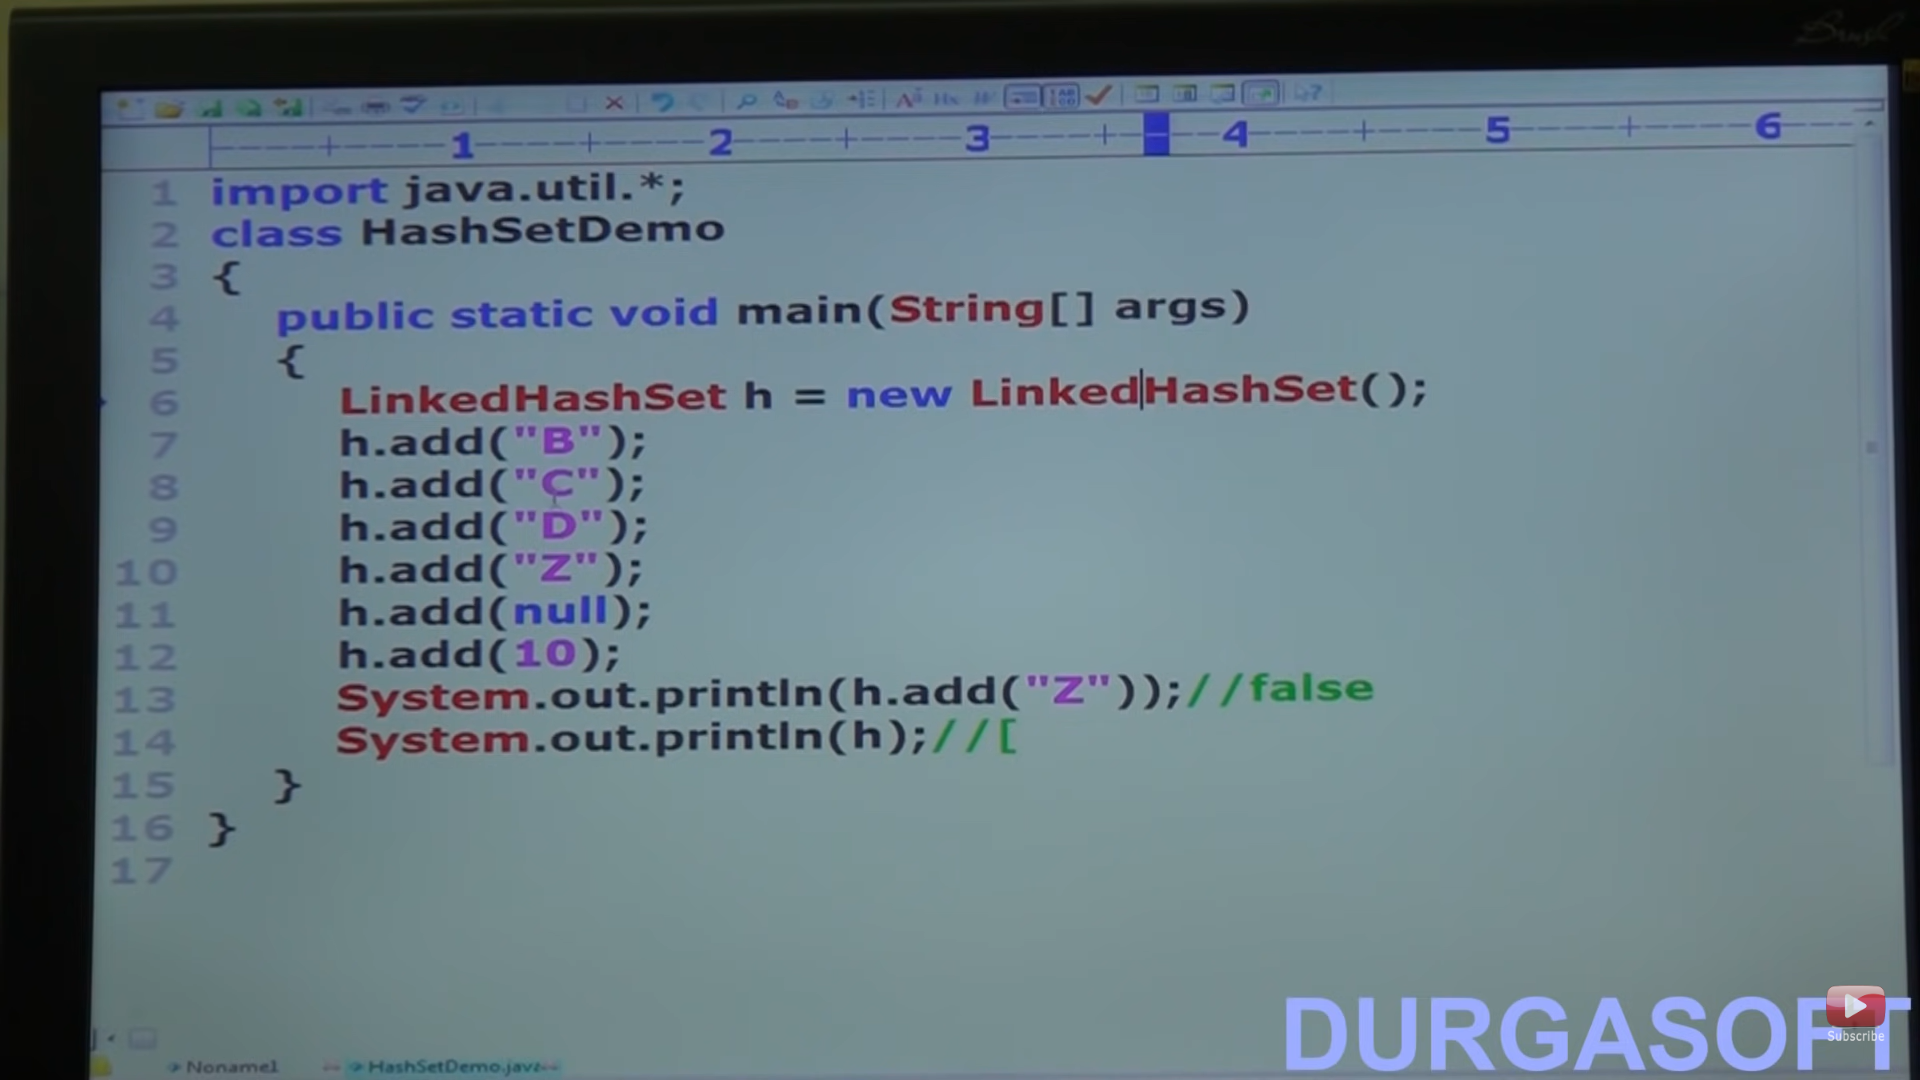 Brush
1 2 3 4 5 6
1 import java.util.*;
2 class HashSetDemo
3 {
4 public static void main(String[] args)
5 {
6 LinkedHashSet h = new LinkedHashSet();
7 h.add("B");
8 h.add("C");
9 h.add("D");
10 h.add("Z");
11 h.add(null);
12 h.add(10);
13 System.out.println(h.add("Z"));//false
14 System.out.println(h);//[
15 }
16 }
17
Noname1 HashSetDemo.java
DURGASOFT
Subscribe